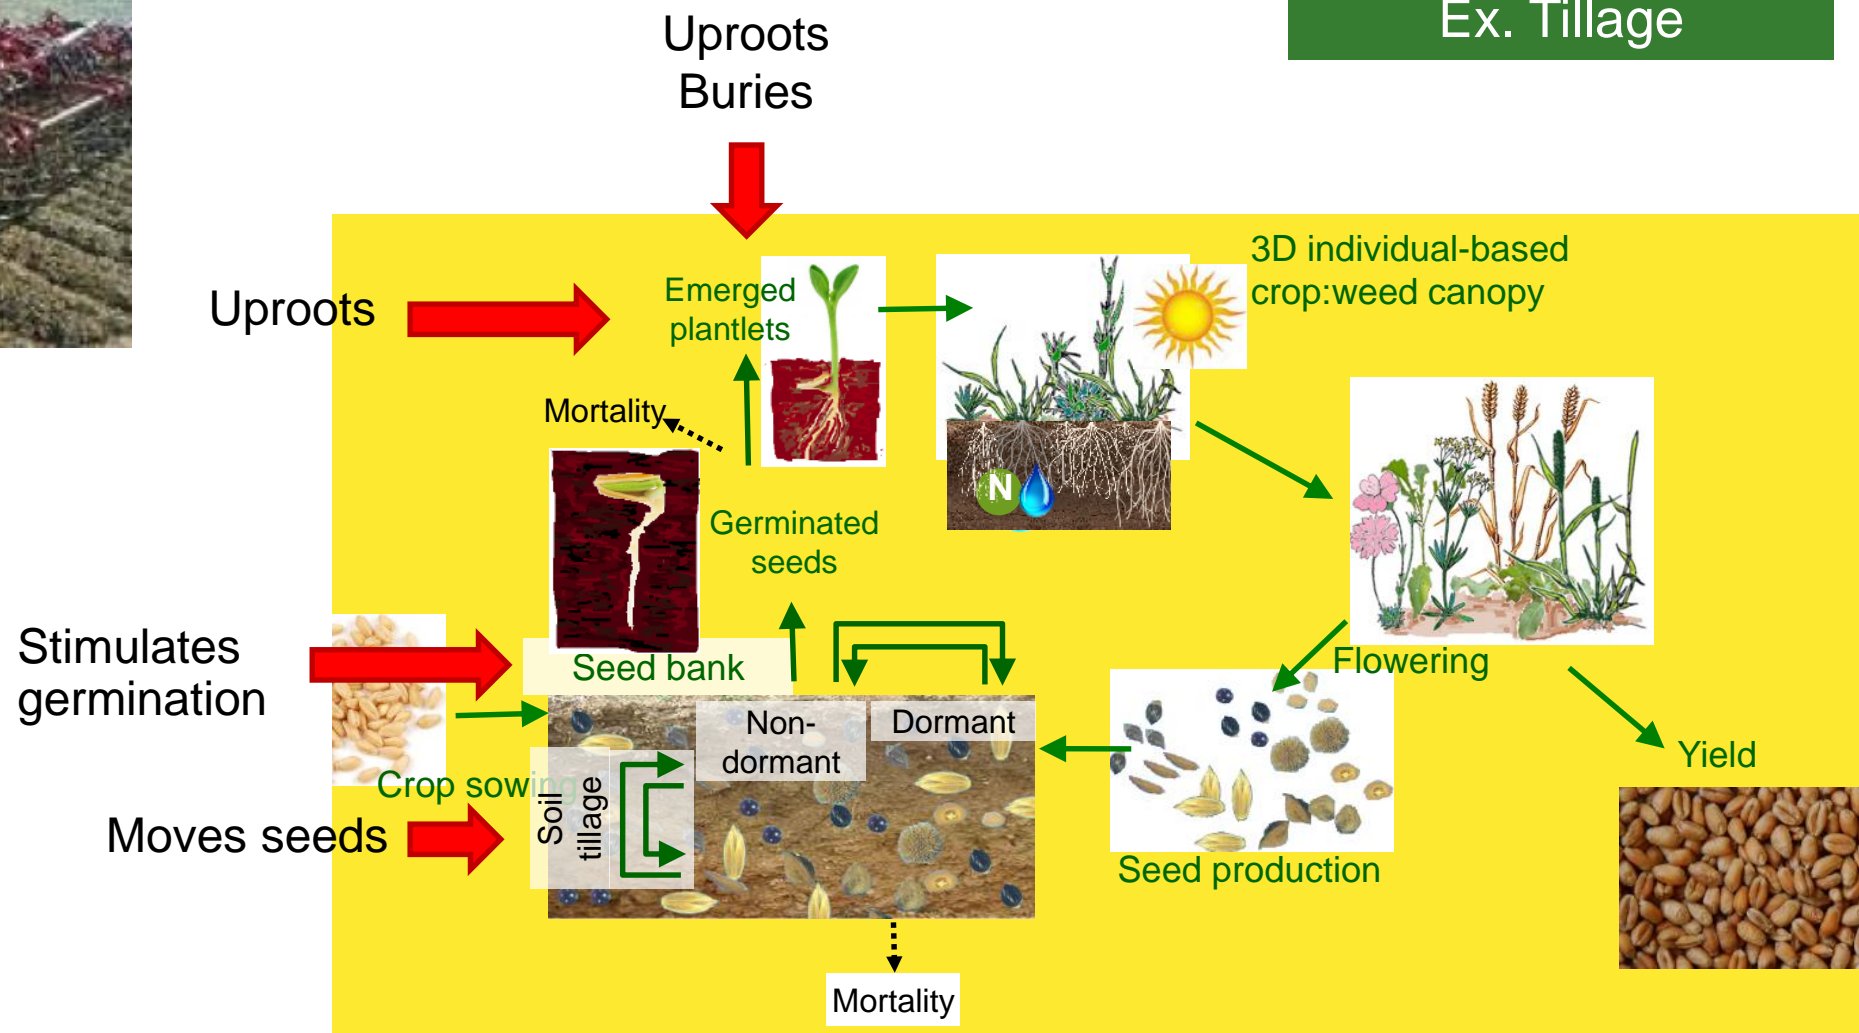 Ex. Tillage
Uproots
Buries
Uproots
Emerged
plantlets
3D individual-based
crop:weed canopy
Mortality
N
Germinated
seeds
Stimulates
germination
Seed bank
Flowering
Non-
dormant
Dormant
Yield
Crop sowing
Soil
tillage
Moves seeds
Seed production
Mortality